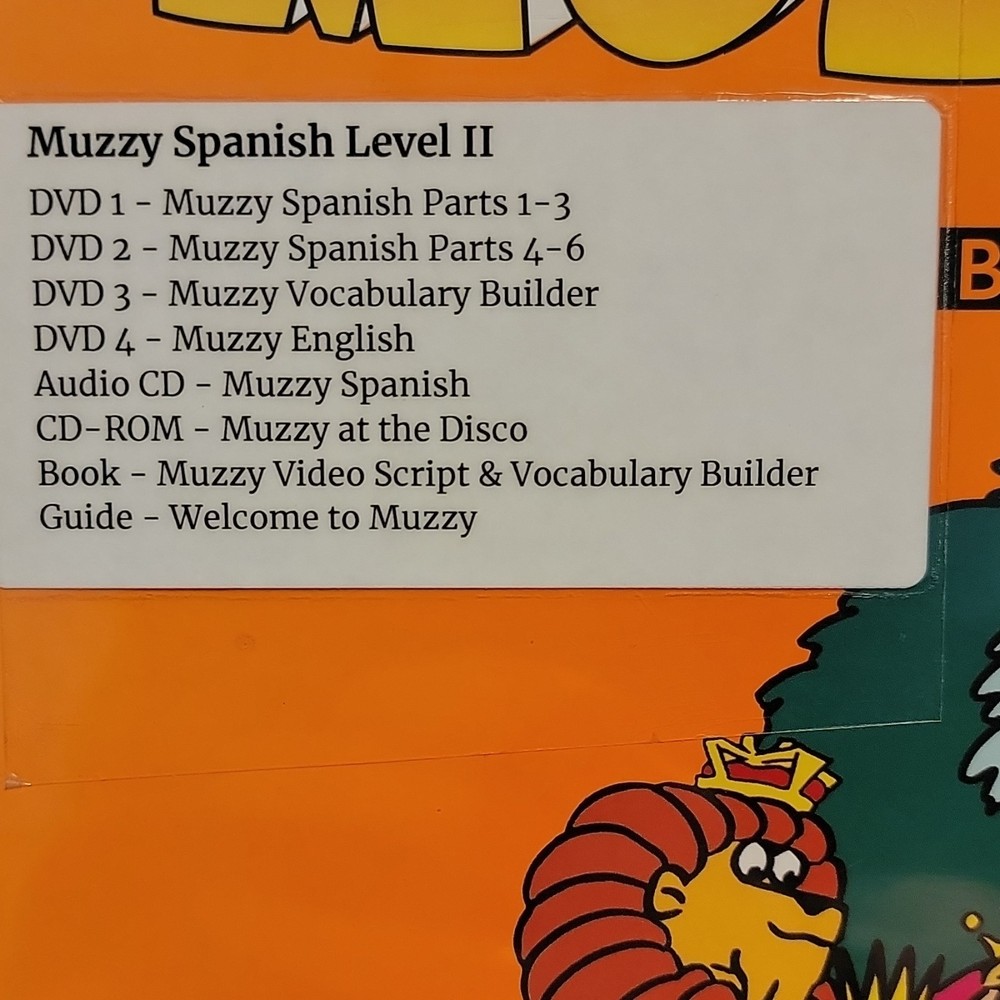 Muzzy Spanish Level II
DVD 1 - Muzzy Spanish Parts 1-3
DVD 2 - Muzzy Spanish Parts 4-6
DVD 3 - Muzzy Vocabulary Builder
DVD 4 - Muzzy English
Audio CD - Muzzy Spanish
CD-ROM - Muzzy at the Disco
Book - Muzzy Video Script & Vocabulary Builder
Guide - Welcome to Muzzy
B